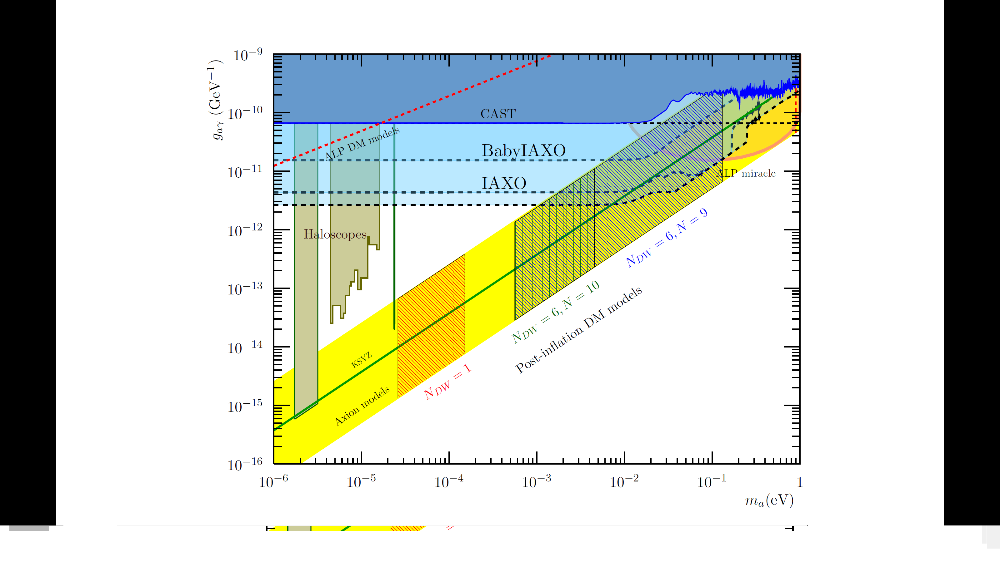 |g_{aγ}|(GeV^{−1})
10^{−9}
10^{−10}
10^{−11}
10^{−12}
10^{−13}
10^{−14}
10^{−15}
10^{−16}
CAST
ALP DM models
BabyIAXO
IAXO
ALP miracle
Haloscopes
N_{DW} = 6, N = 9
N_{DW} = 6, N = 10
Post-inflation DM models
KSVZ
N_{DW} = 1
Axion models
10^{−6}
10^{−5}
10^{−4}
10^{−3}
10^{−2}
10^{−1}
1
m_a(eV)
=